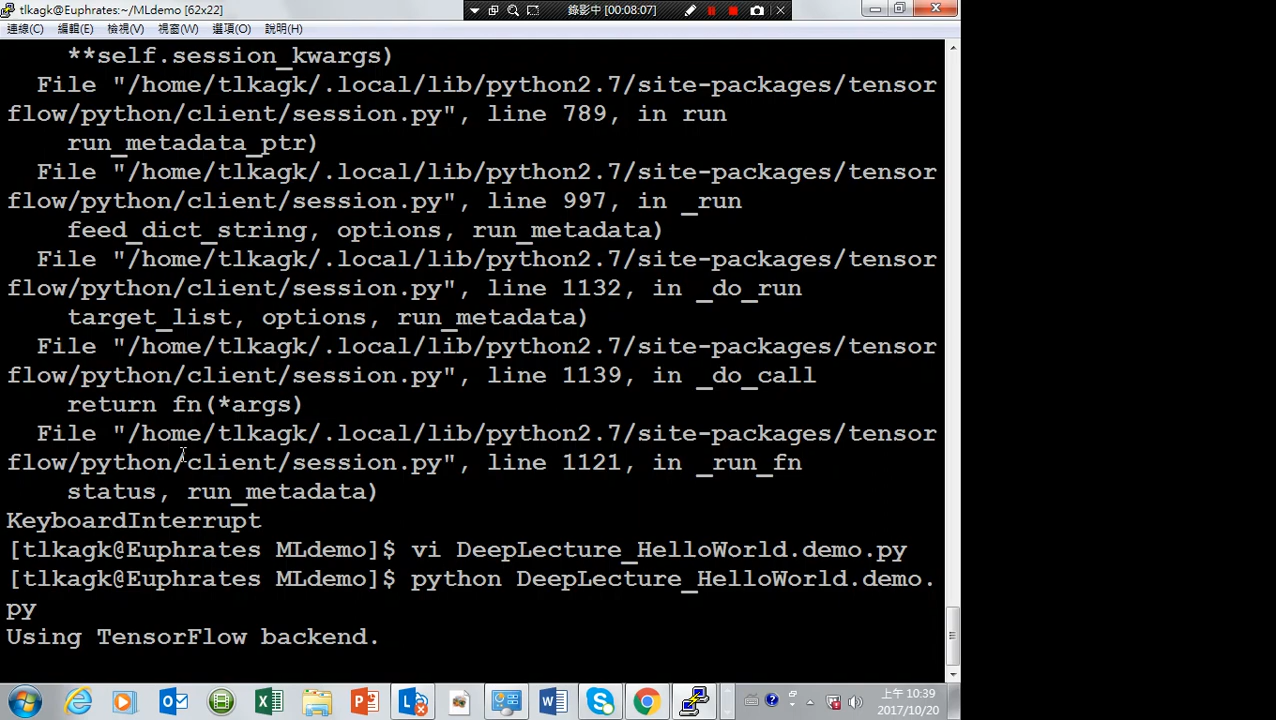 tlkagk@Euphrates:~/MLdemo [62x22]
錄影中 [00:08:07]
連線(C) 編輯(E) 檢視(V) 視窗(W) 選項(O) 說明(H)
**self.session_kwargs)
File "/home/tlkagk/.local/lib/python2.7/site-packages/tensor
flow/python/client/session.py", line 789, in run
run_metadata_ptr)
File "/home/tlkagk/.local/lib/python2.7/site-packages/tensor
flow/python/client/session.py", line 997, in _run
feed_dict_string, options, run_metadata)
File "/home/tlkagk/.local/lib/python2.7/site-packages/tensor
flow/python/client/session.py", line 1132, in _do_run
target_list, options, run_metadata)
File "/home/tlkagk/.local/lib/python2.7/site-packages/tensor
flow/python/client/session.py", line 1139, in _do_call
return fn(*args)
File "/home/tlkagk/.local/lib/python2.7/site-packages/tensor
flow/python/client/session.py", line 1121, in _run_fn
status, run_metadata)
KeyboardInterrupt
[tlkagk@Euphrates MLdemo]$ vi DeepLecture_HelloWorld.demo.py
[tlkagk@Euphrates MLdemo]$ python DeepLecture_HelloWorld.demo.
py
Using TensorFlow backend.
上午 10:39
2017/10/20